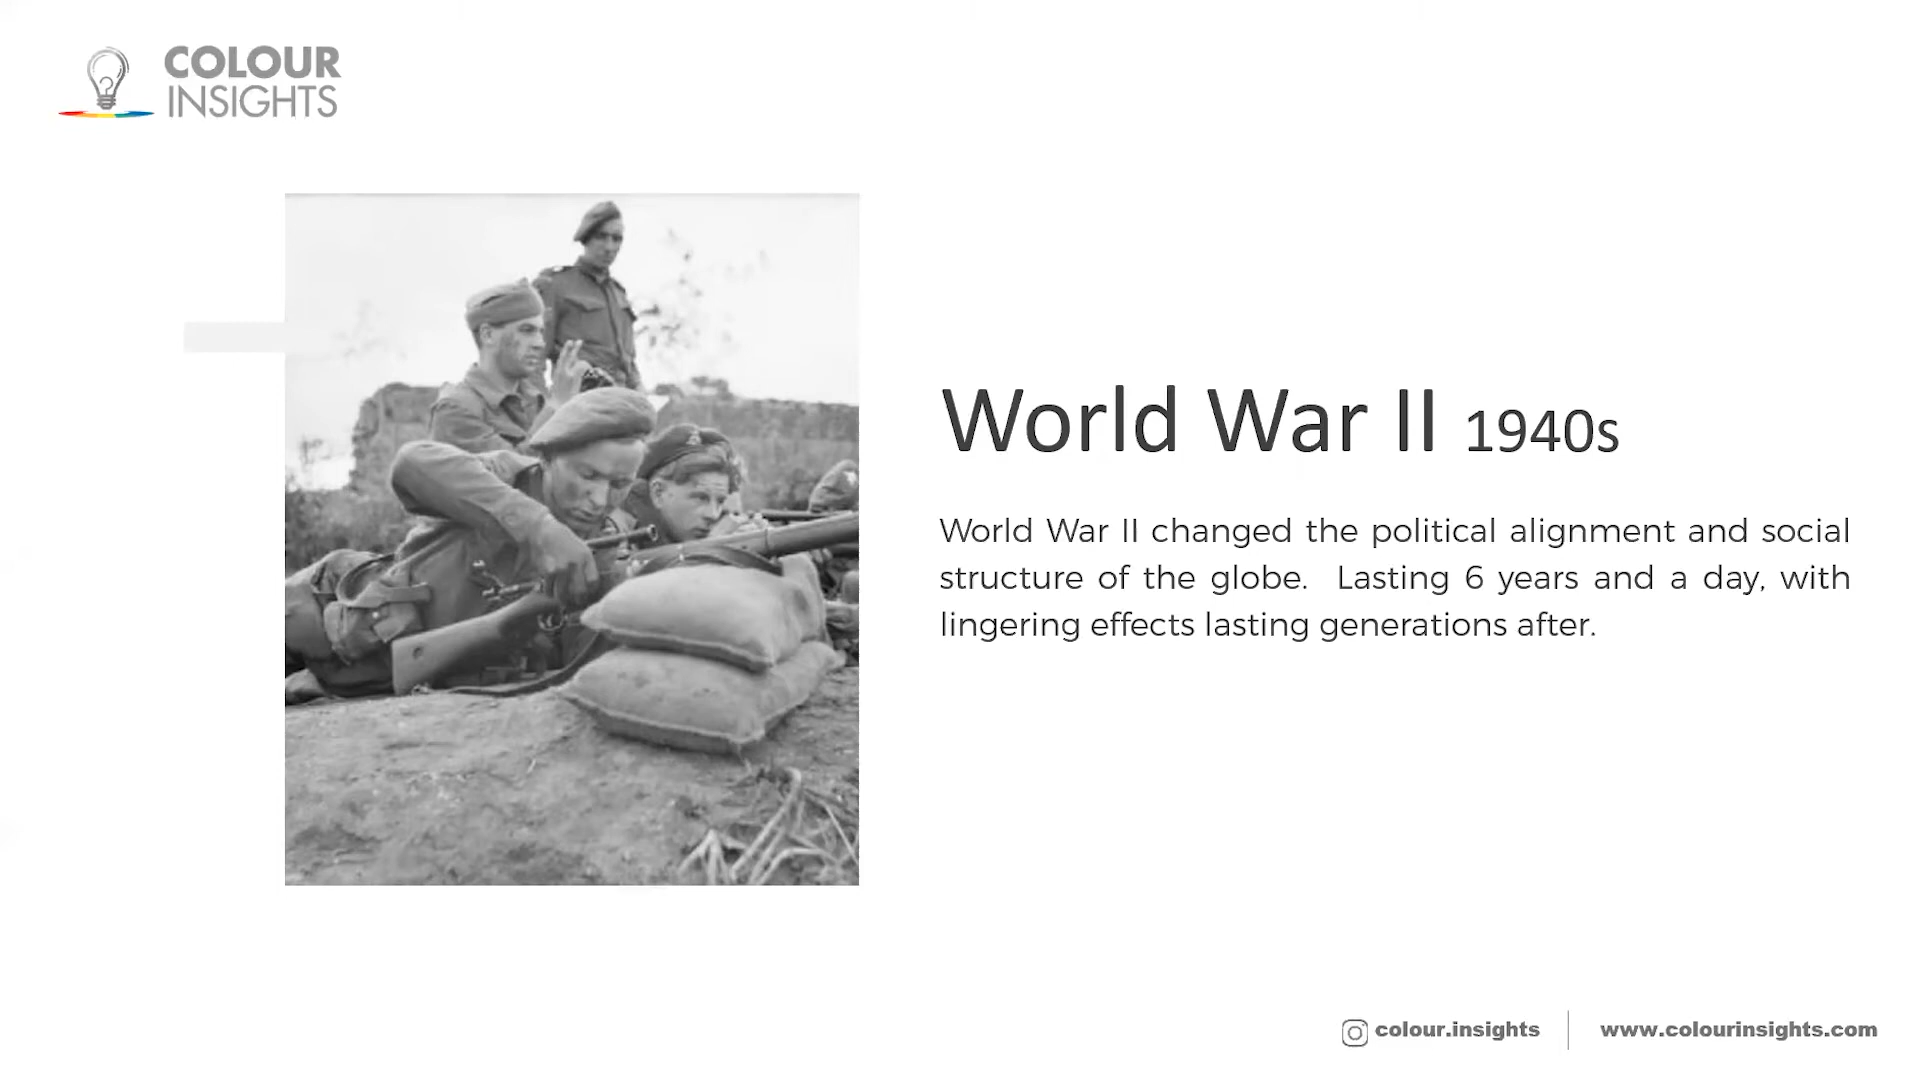 COLOUR
INSIGHTS
World War II 1940s
World War II changed the political alignment and social
structure of the globe.  Lasting 6 years and a day, with
lingering effects lasting generations after.
colour.insights
www.colourinsights.com